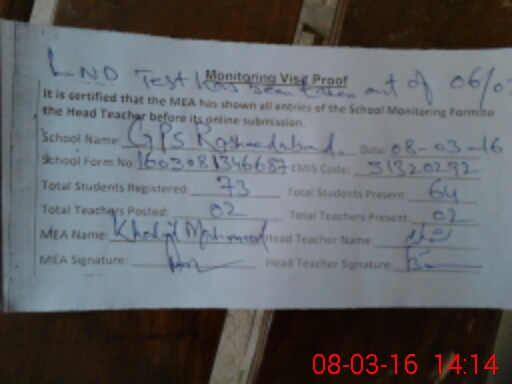 LND Test has been taken out of 06/0
Monitoring Visit Proof
It is certified that the MEA has shown all entries of the School Monitoring Form to
the Head Teacher before its online submission.
School Name: GPS Rasheedabad. Date: 08-03-16
School Form No 1603081346687 EMIS Code: 31320292
Total Students Registered: 73 Total Students Present: 64
Total Teachers Posted: 02 Total Teachers Present: 02
MEA Name: Khalid Mahmood Head Teacher Name:
MEA Signature: Head Teacher Signature:
08-03-16 14:14